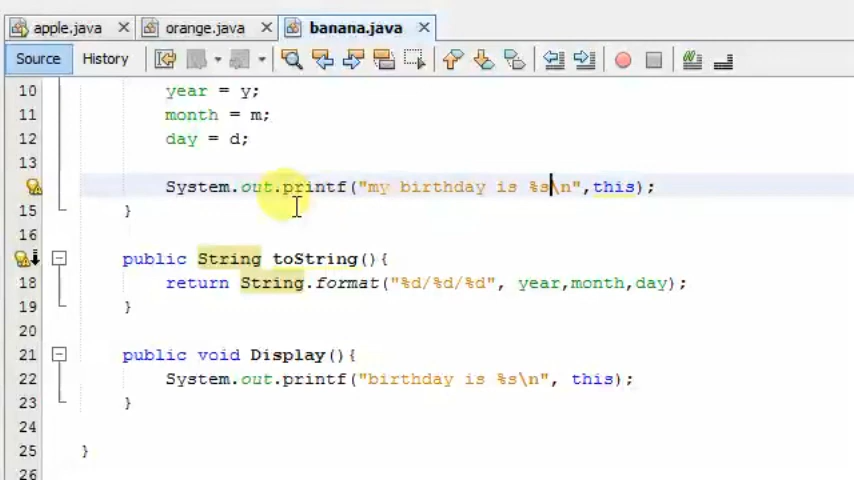 apple.java orange.java banana.java
Source History
10 year = y;
11 month = m;
12 day = d;
13
System.out.printf("my birthday is %s\n",this);
15 }
16
public String toString(){
18 return String.format("%d/%d/%d", year,month,day);
19 }
20
21 public void Display(){
22 System.out.printf("birthday is %s\n", this);
23 }
24
25 }
26